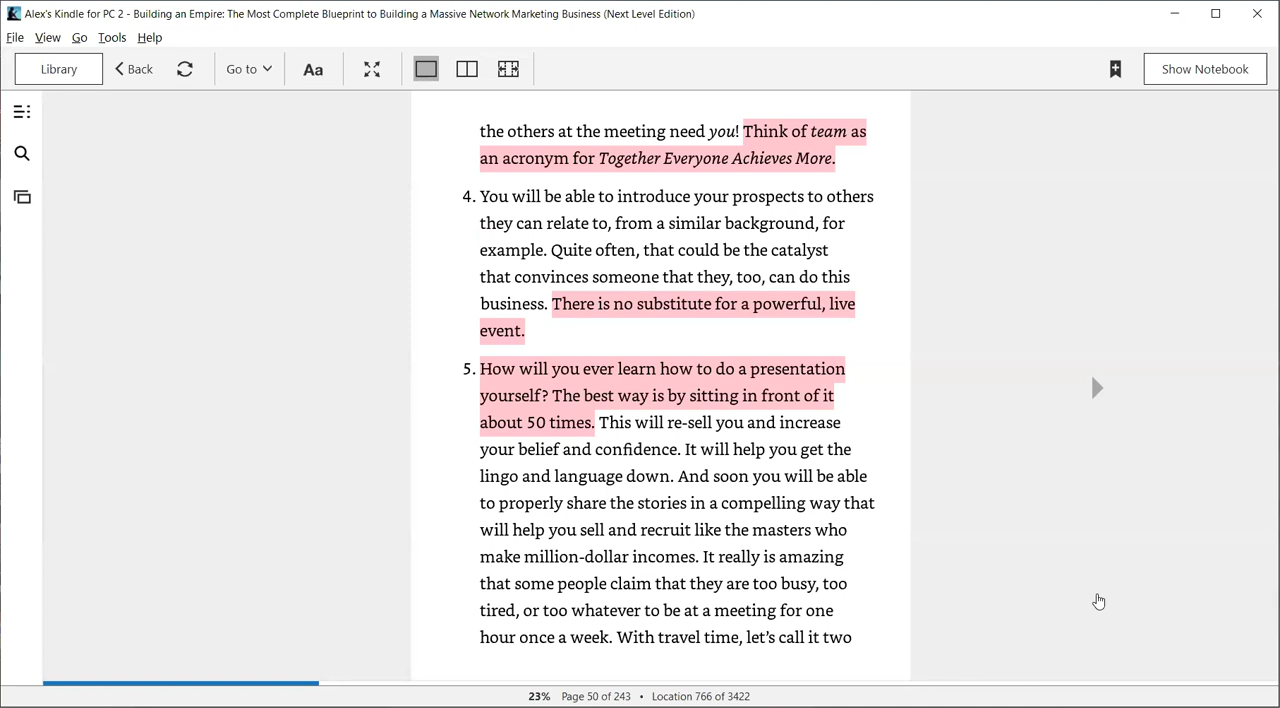 Alex's Kindle for PC 2 - Building an Empire: The Most Complete Blueprint to Building a Massive Network Marketing Business (Next Level Edition)
File View Go Tools Help
Library Back Go to Aa Show Notebook
the others at the meeting need you! Think of team as
an acronym for Together Everyone Achieves More.
4. You will be able to introduce your prospects to others
they can relate to, from a similar background, for
example. Quite often, that could be the catalyst
that convinces someone that they, too, can do this
business. There is no substitute for a powerful, live
event.
5. How will you ever learn how to do a presentation
yourself? The best way is by sitting in front of it
about 50 times. This will re-sell you and increase
your belief and confidence. It will help you get the
lingo and language down. And soon you will be able
to properly share the stories in a compelling way that
will help you sell and recruit like the masters who
make million-dollar incomes. It really is amazing
that some people claim that they are too busy, too
tired, or too whatever to be at a meeting for one
hour once a week. With travel time, let’s call it two
23% Page 50 of 243 • Location 766 of 3422